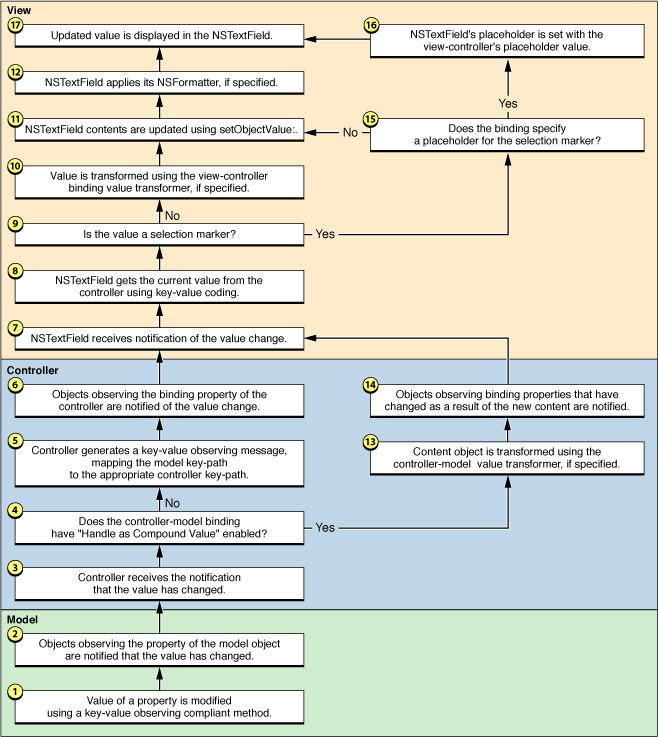 View
17
Updated value is displayed in the NSTextField.
16
NSTextField's placeholder is set with the
view-controller's placeholder value.
12
NSTextField applies its NSFormatter, if specified.
Yes
11
NSTextField contents are updated using setObjectValue:.
No
15
Does the binding specify
a placeholder for the selection marker?
10
Value is transformed using the view-controller
binding value transformer, if specified.
No
9
Is the value a selection marker?
Yes
8
NSTextField gets the current value from the
controller using key-value coding.
7
NSTextField receives notification of the value change.
Controller
6
Objects observing the binding property of the
controller are notified of the value change.
14
Objects observing binding properties that have
changed as a result of the new content are notified.
5
Controller generates a key-value observing message,
mapping the model key-path
to the appropriate controller key-path.
13
Content object is transformed using the
controller-model value transformer, if specified.
No
4
Does the controller-model binding
have "Handle as Compound Value" enabled?
Yes
3
Controller receives the notification
that the value has changed.
Model
2
Objects observing the property of the model object
are notified that the value has changed.
1
Value of a property is modified
using a key-value observing compliant method.